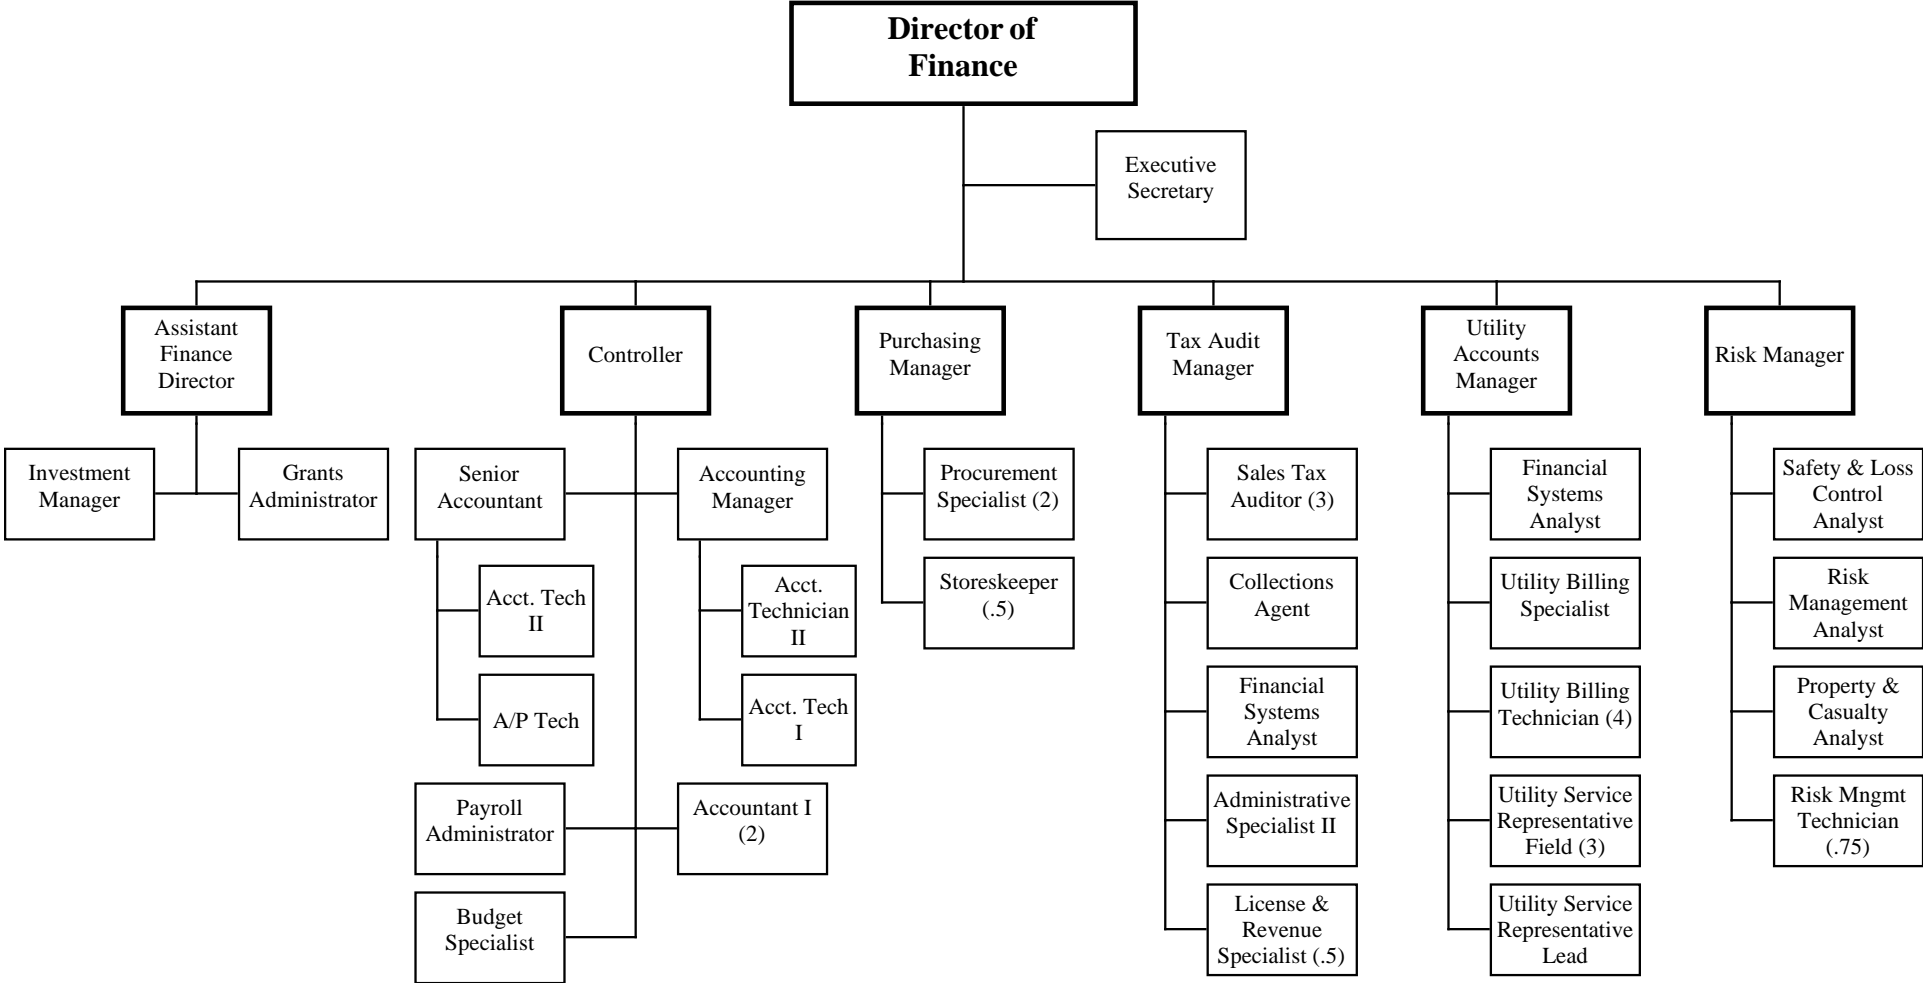 Director of
Finance
Executive
Secretary
Assistant
Finance
Director
Controller
Purchasing
Manager
Tax Audit
Manager
Utility
Accounts
Manager
Risk Manager
Investment
Manager
Grants
Administrator
Senior
Accountant
Accounting
Manager
Procurement
Specialist (2)
Sales Tax
Auditor (3)
Financial
Systems
Analyst
Safety & Loss
Control
Analyst
Acct. Tech
II
Acct.
Technician
II
Storeskeeper
(.5)
Collections
Agent
Utility Billing
Specialist
Risk
Management
Analyst
A/P Tech
Acct. Tech
I
Financial
Systems
Analyst
Utility Billing
Technician (4)
Property &
Casualty
Analyst
Payroll
Administrator
Accountant I
(2)
Administrative
Specialist II
Utility Service
Representative
Field (3)
Risk Mngmt
Technician
(.75)
Budget
Specialist
License &
Revenue
Specialist (.5)
Utility Service
Representative
Lead